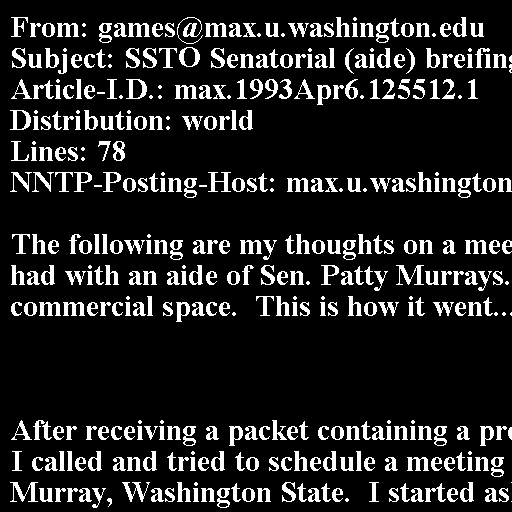 From: games@max.u.washington.edu
Subject: SSTO Senatorial (aide) breifing
Article-I.D.: max.1993Apr6.125512.1
Distribution: world
Lines: 78
NNTP-Posting-Host: max.u.washington
The following are my thoughts on a mee
had with an aide of Sen. Patty Murrays.
commercial space.  This is how it went...
After receiving a packet containing a pr
I called and tried to schedule a meeting
Murray, Washington State.  I started as